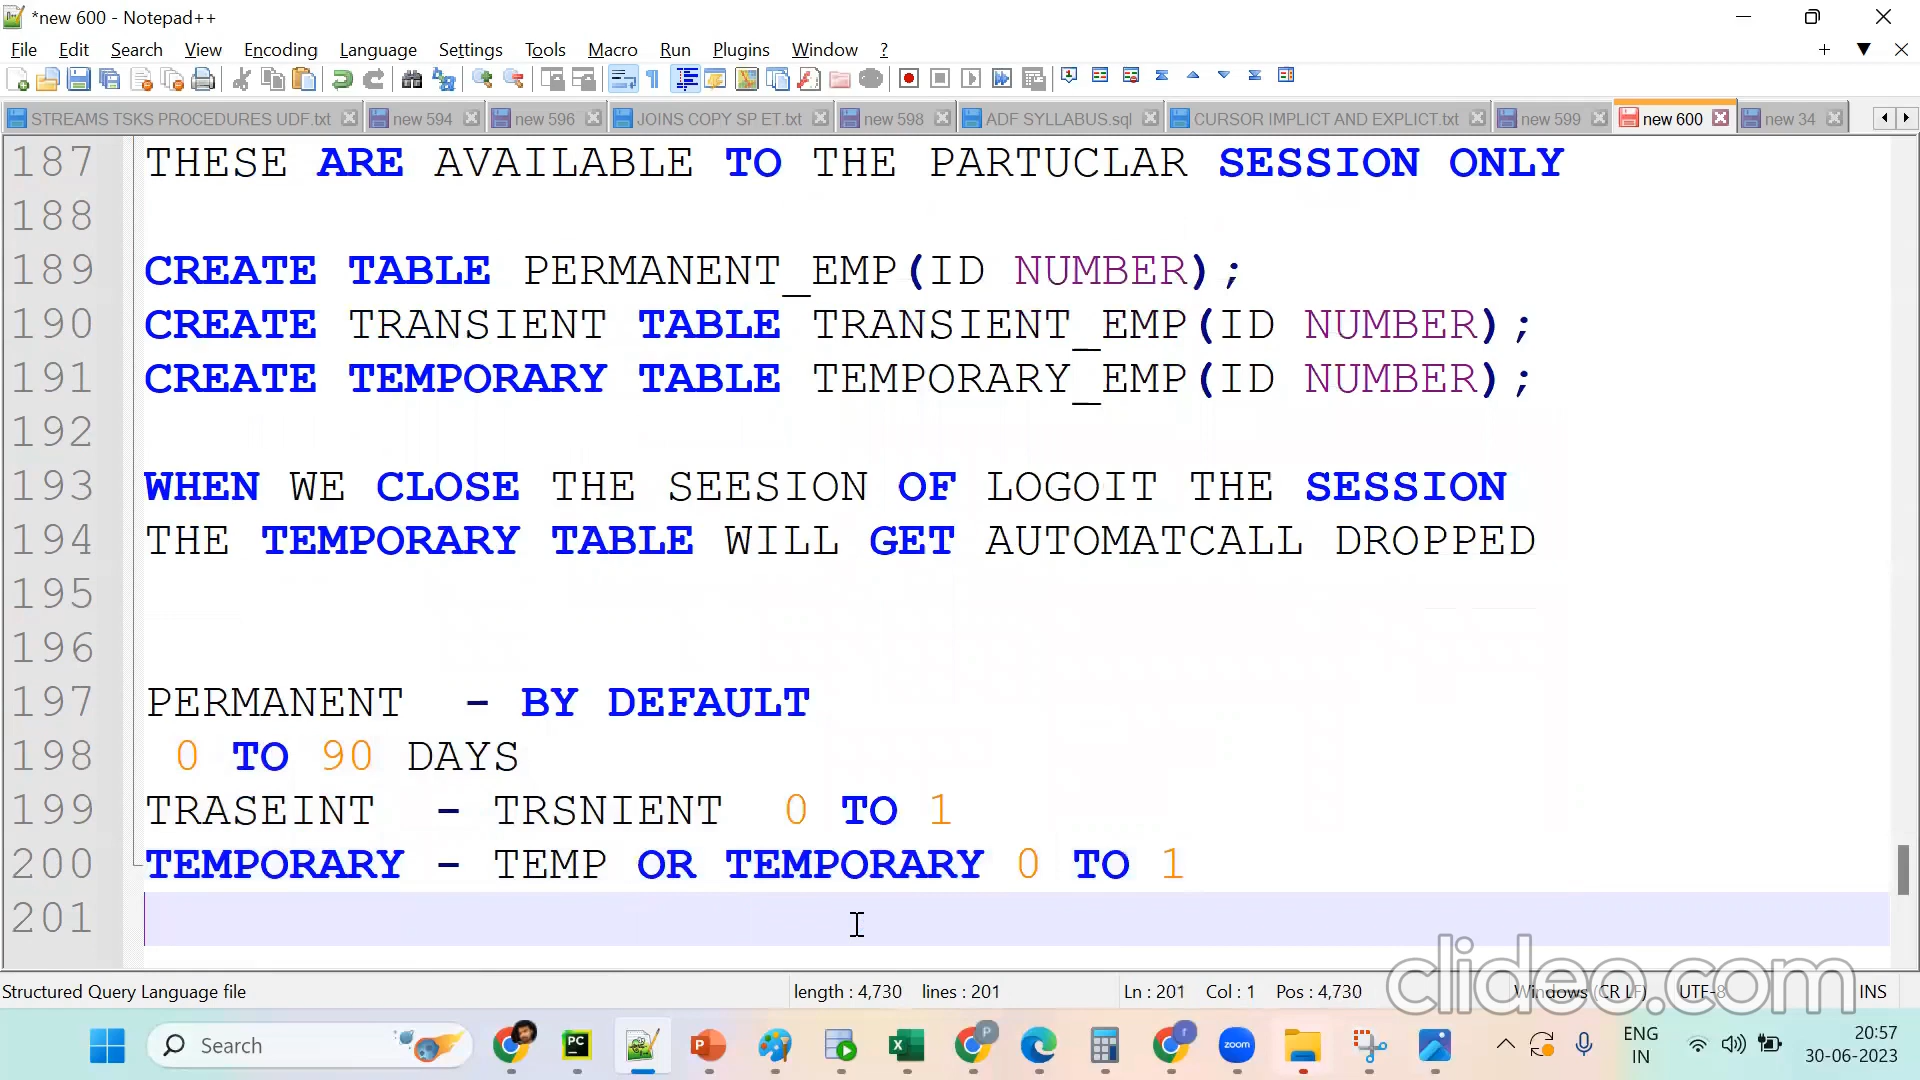 *new 600 - Notepad++
File Edit Search View Encoding Language Settings Tools Macro Run Plugins Window ?
STREAMS TSKS PROCEDURES UDF.txt new 594 new 596 JOINS COPY SP ET.txt new 598 ADF SYLLABUS.sql CURSOR IMPLICT AND EXPLICT.txt new 599 new 600 new 34
187 THESE ARE AVAILABLE TO THE PARTUCLAR SESSION ONLY
188
189 CREATE TABLE PERMANENT_EMP(ID NUMBER);
190 CREATE TRANSIENT TABLE TRANSIENT_EMP(ID NUMBER);
191 CREATE TEMPORARY TABLE TEMPORARY_EMP(ID NUMBER);
192
193 WHEN WE CLOSE THE SEESION OF LOGOIT THE SESSION
194 THE TEMPORARY TABLE WILL GET AUTOMATCALL DROPPED
195
196
197 PERMANENT - BY DEFAULT
198 0 TO 90 DAYS
199 TRASEINT - TRSNIENT 0 TO 1
200 TEMPORARY - TEMP OR TEMPORARY 0 TO 1
201
clideo.com
Structured Query Language file length : 4,730 lines : 201 Ln : 201 Col : 1 Pos : 4,730 Windows (CR LF) UTF-8 INS
Search PC P r zoom ENG IN 20:57
30-06-2023